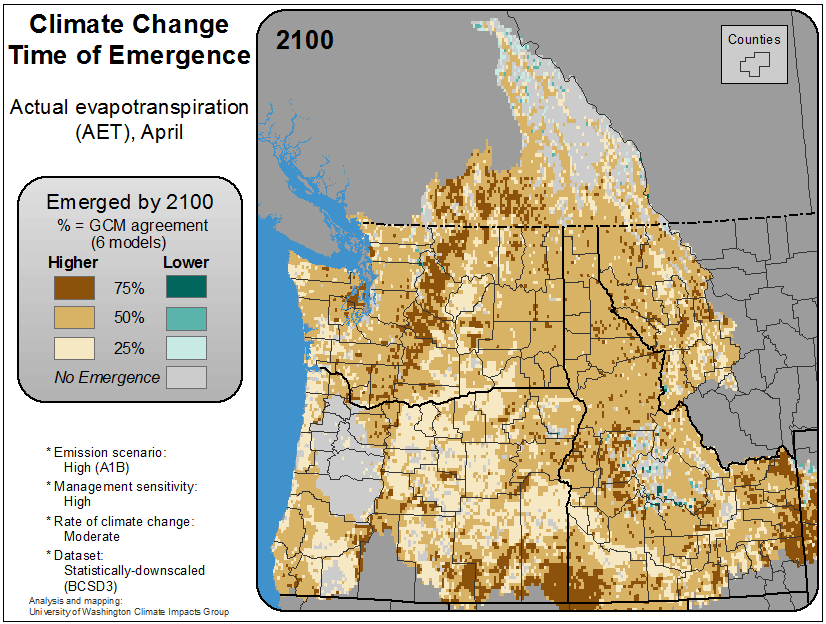 Climate Change
Time of Emergence
Actual evapotranspiration
(AET), April
Emerged by 2100
% = GCM agreement
(6 models)
Higher Lower
75%
50%
25%
No Emergence
* Emission scenario:
High (A1B)
* Management sensitivity:
High
* Rate of climate change:
Moderate
* Dataset:
Statistically-downscaled
(BCSD3)
Analysis and mapping:
University of Washington Climate Impacts Group
2100
Counties